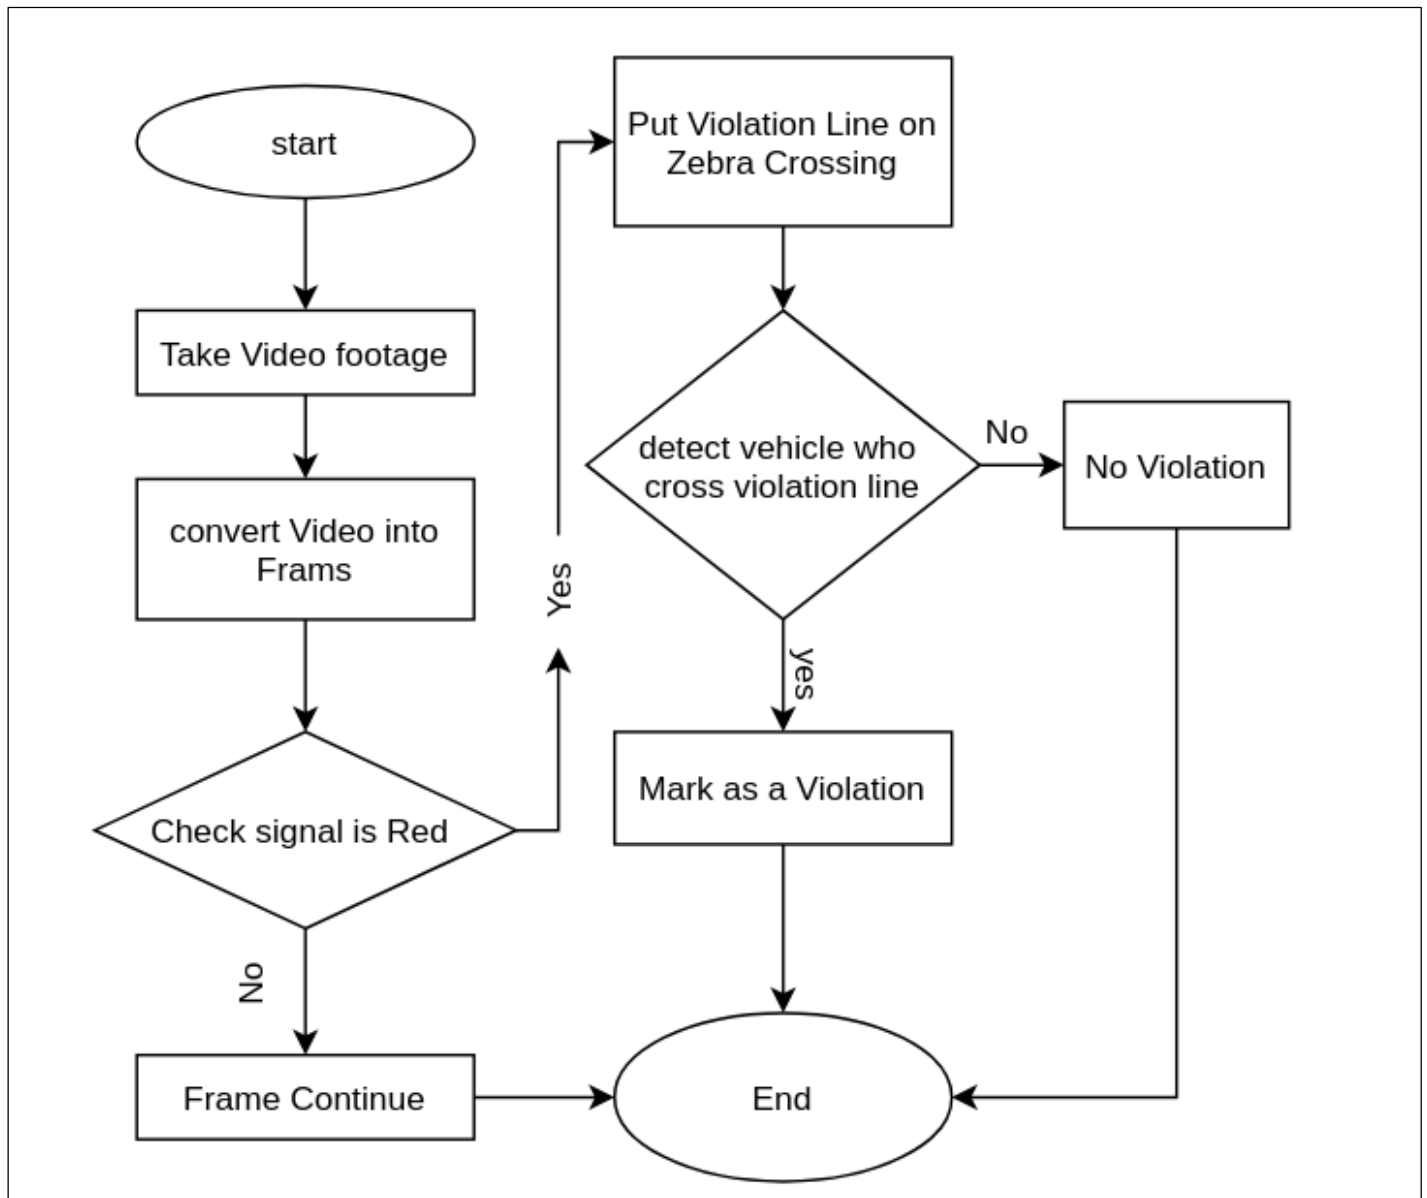 start
Take Video footage
convert Video into
Frams
Check signal is Red
No
Frame Continue
Yes
Put Violation Line on
Zebra Crossing
detect vehicle who
cross violation line
No
No Violation
yes
Mark as a Violation
End